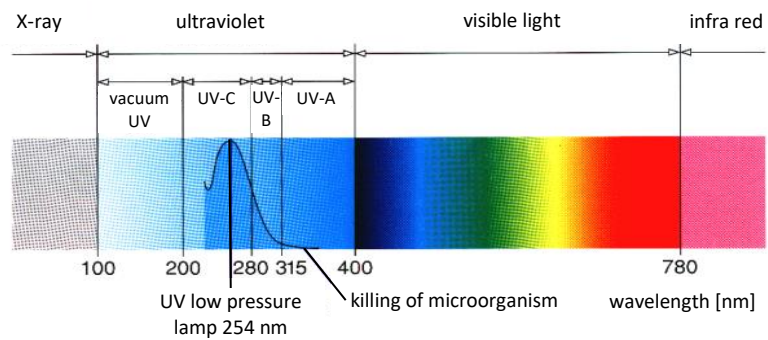 X-ray ultraviolet visible light infra red
vacuum UV-C UV- UV-A
UV B
100 200 280 315 400 780
UV low pressure killing of microorganism wavelength [nm]
lamp 254 nm